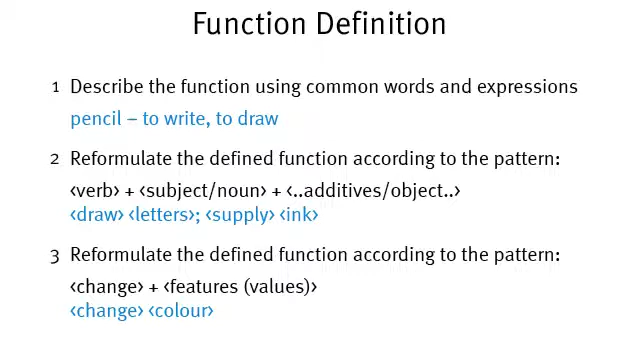 Function Definition
1 Describe the function using common words and expressions
pencil – to write, to draw
2 Reformulate the defined function according to the pattern:
‹verb› + ‹subject/noun› + ‹..additives/object..›
‹draw› ‹letters›; ‹supply› ‹ink›
3 Reformulate the defined function according to the pattern:
‹change› + ‹features (values)›
‹change› ‹colour›